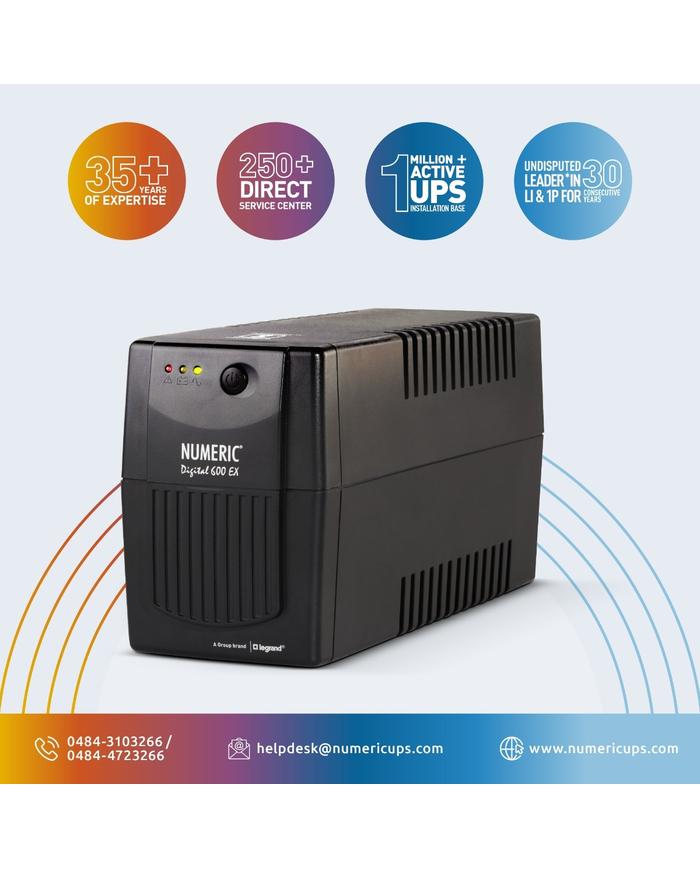 35+
YEARS
OF EXPERTISE
250+
DIRECT
SERVICE CENTER
1 MILLION +
ACTIVE
UPS
INSTALLATION BASE
UNDISPUTED
LEADER*IN
LI & 1P FOR
30
CONSECUTIVE
YEARS
NUMERIC®
Digital 600 EX
A Group brand | legrand®
0484-3103266 /
0484-4723266
helpdesk@numericups.com
www.numericups.com